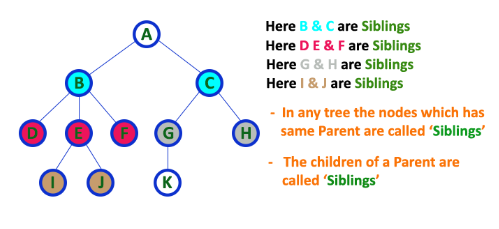 A
B
C
D
E
F
G
H
I
J
K
Here B & C are Siblings
Here D E & F are Siblings
Here G & H are Siblings
Here I & J are Siblings
- In any tree the nodes which has
same Parent are called ‘Siblings’
- The children of a Parent are
called ‘Siblings’